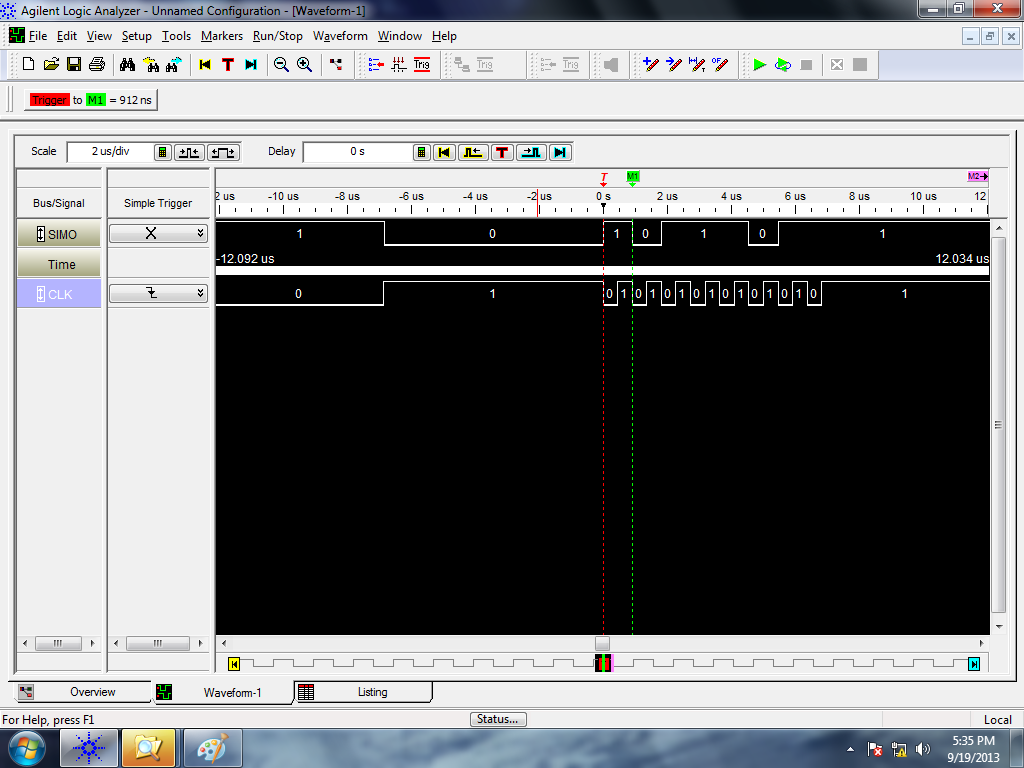 Agilent Logic Analyzer - Unnamed Configuration - [Waveform-1]
File Edit View Setup Tools Markers Run/Stop Waveform Window Help
T Trig Trig Trig
Trigger to M1 = 912 ns
Scale 2 us/div Delay 0 s T
T M1 M2
Bus/Signal Simple Trigger 2 us -10 us -8 us -6 us -4 us -2 us 0 s 2 us 4 us 6 us 8 us 10 us 12
SIMO X 1 0 1 0 1 0 1
Time -12.092 us 12.034 us
CLK 0 1 0 1 0 1 0 1 0 1 0 1 0 1 0 1 0 1
Overview Waveform-1 Listing
For Help, press F1 Status... Local
5:35 PM
9/19/2013